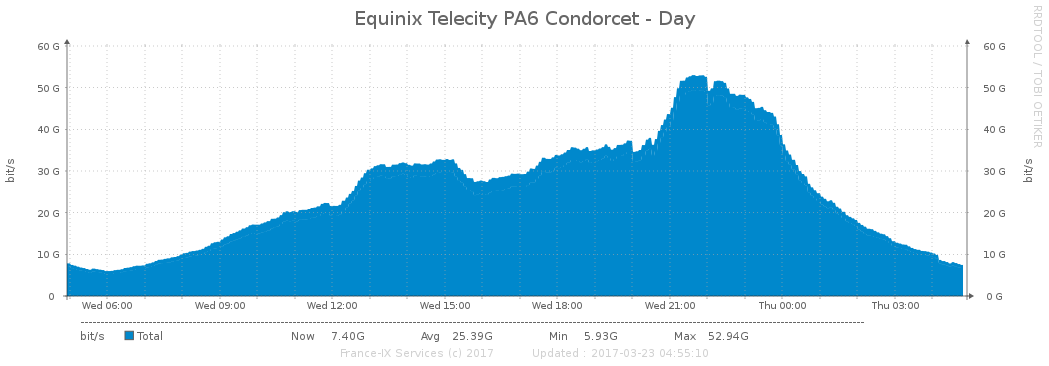 Equinix Telecity PA6 Condorcet - Day
RRDTOOL / TOBI OETIKER
60 G 60 G
50 G 50 G
40 G 40 G
30 G 30 G
20 G 20 G
10 G 10 G
0 0 G
bit/s bit/s
Wed 06:00 Wed 09:00 Wed 12:00 Wed 15:00 Wed 18:00 Wed 21:00 Thu 00:00 Thu 03:00
bit/s Total Now 7.40G Avg 25.39G Min 5.93G Max 52.94G
France-IX Services (c) 2017 Updated : 2017-03-23 04:55:10